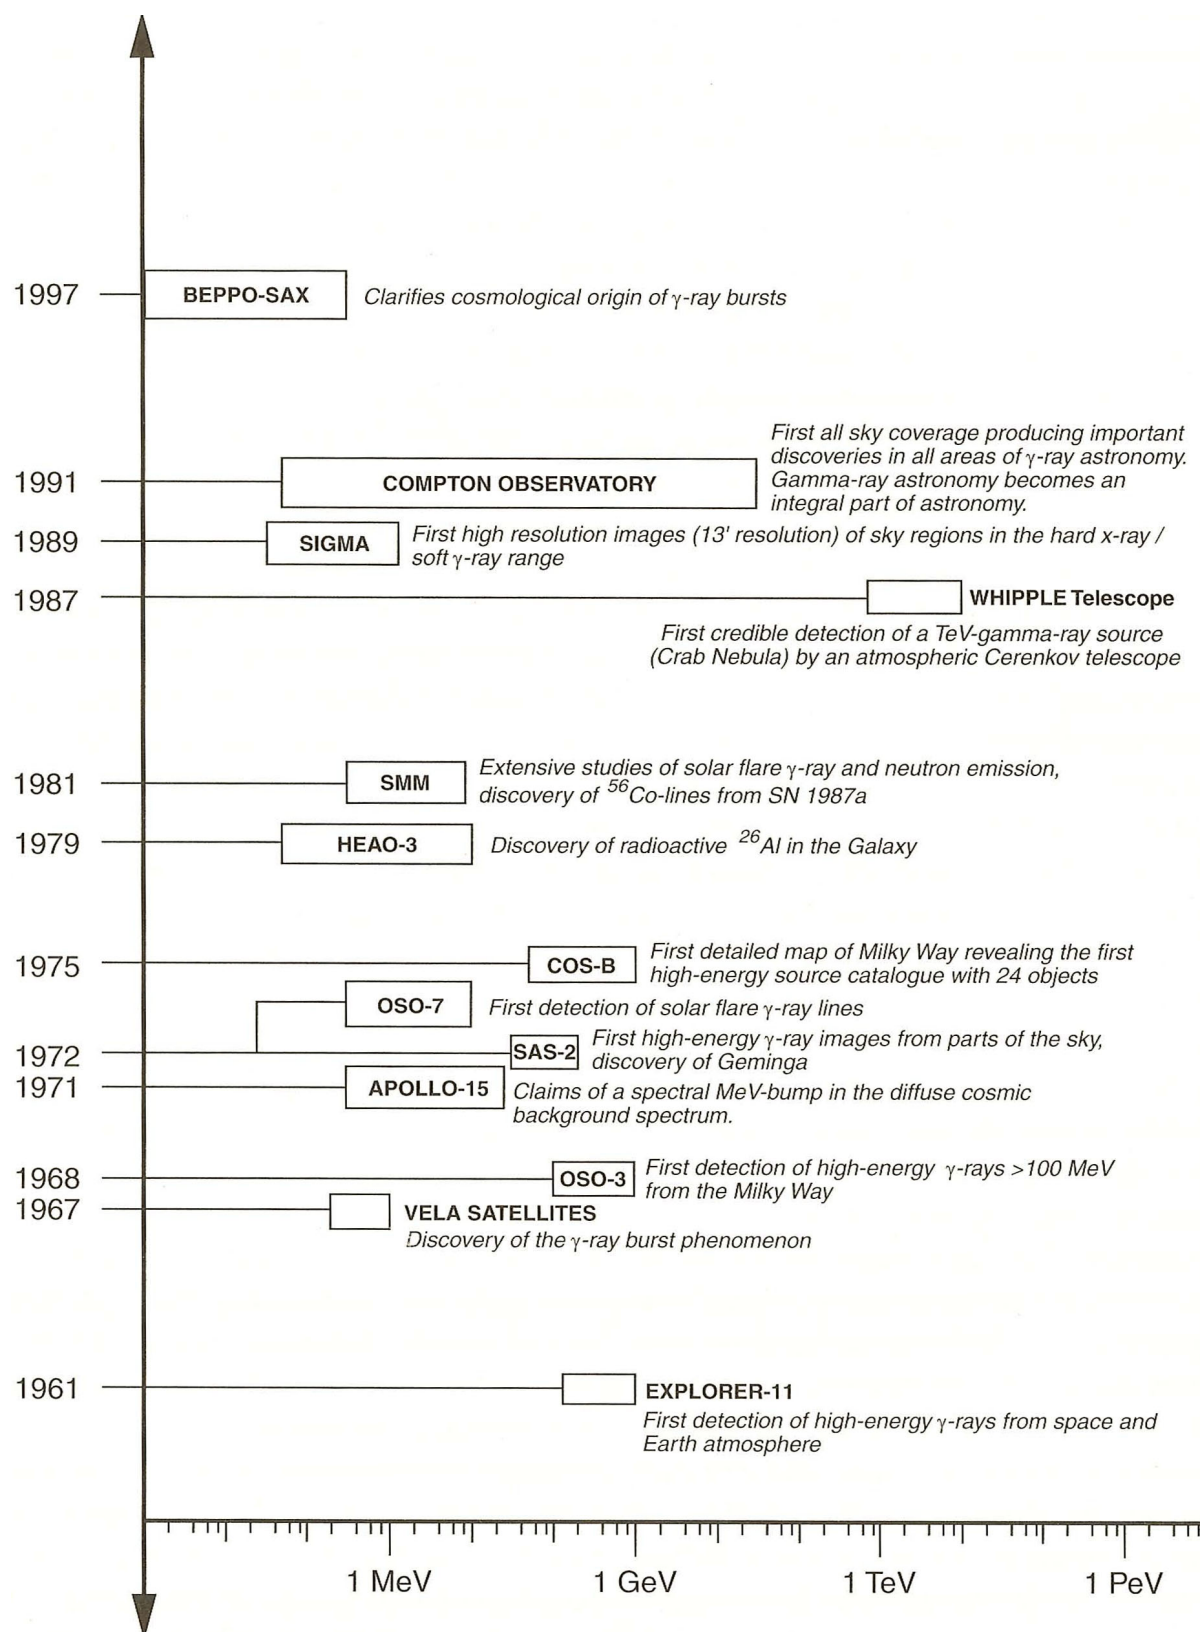 1997
BEPPO-SAX
Clarifies cosmological origin of γ-ray bursts
First all sky coverage producing important
discoveries in all areas of γ-ray astronomy.
Gamma-ray astronomy becomes an
integral part of astronomy.
1991
COMPTON OBSERVATORY
1989
SIGMA
First high resolution images (13' resolution) of sky regions in the hard x-ray /
soft γ-ray range
1987
WHIPPLE Telescope
First credible detection of a TeV-gamma-ray source
(Crab Nebula) by an atmospheric Cerenkov telescope
1981
SMM
Extensive studies of solar flare γ-ray and neutron emission,
discovery of ⁵⁶Co-lines from SN 1987a
1979
HEAO-3
Discovery of radioactive ²⁶Al in the Galaxy
1975
COS-B
First detailed map of Milky Way revealing the first
high-energy source catalogue with 24 objects
OSO-7
First detection of solar flare γ-ray lines
1972
SAS-2
First high-energy γ-ray images from parts of the sky,
discovery of Geminga
1971
APOLLO-15
Claims of a spectral MeV-bump in the diffuse cosmic
background spectrum.
1968
OSO-3
First detection of high-energy γ-rays >100 MeV
from the Milky Way
1967
VELA SATELLITES
Discovery of the γ-ray burst phenomenon
1961
EXPLORER-11
First detection of high-energy γ-rays from space and
Earth atmosphere
1 MeV
1 GeV
1 TeV
1 PeV